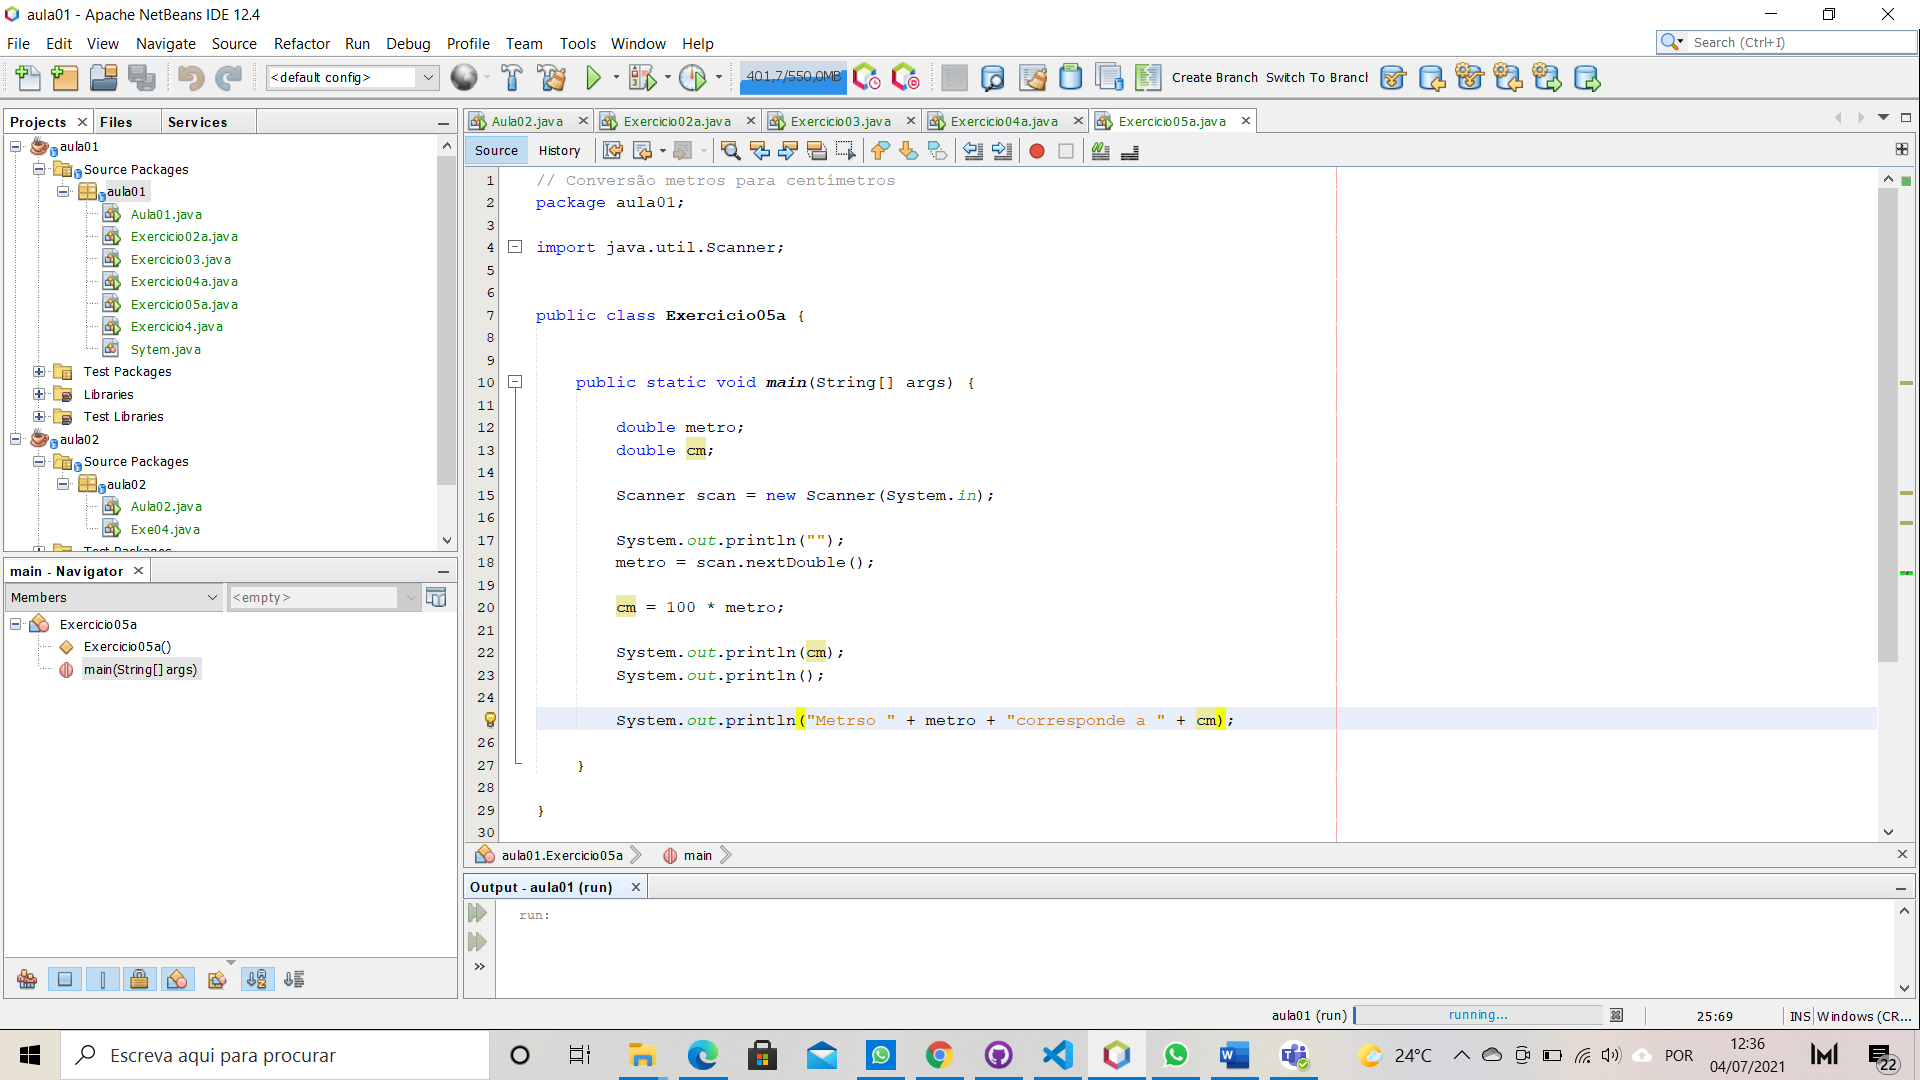 aula01 - Apache NetBeans IDE 12.4
File Edit View Navigate Source Refactor Run Debug Profile Team Tools Window Help
Search (Ctrl+I)
<default config>
401,7/550,0MB
Create Branch Switch To Branch
Projects Files Services
aula01
Source Packages
aula01
Aula01.java
Exercicio02a.java
Exercicio03.java
Exercicio04a.java
Exercicio05a.java
Exercicio4.java
Sytem.java
Test Packages
Libraries
Test Libraries
aula02
Source Packages
aula02
Aula02.java
Exe04.java
Test Packages
main - Navigator
Members
<empty>
Exercicio05a
Exercicio05a()
main(String[] args)
Aula02.java Exercicio02a.java Exercicio03.java Exercicio04a.java Exercicio05a.java
Source History
1 // Conversão metros para centímetros
2 package aula01;
3
4 import java.util.Scanner;
5
6
7 public class Exercicio05a {
8
9
10 public static void main(String[] args) {
11
12 double metro;
13 double cm;
14
15 Scanner scan = new Scanner(System.in);
16
17 System.out.println("");
18 metro = scan.nextDouble();
19
20 cm = 100 * metro;
21
22 System.out.println(cm);
23 System.out.println();
24
System.out.println("Metrso " + metro + "corresponde a " + cm);
26
27 }
28
29 }
30
aula01.Exercicio05a main
Output - aula01 (run)
run:
aula01 (run) running... 25:69 INS Windows (CR...
Escreva aqui para procurar
24°C
POR
12:36
04/07/2021
22